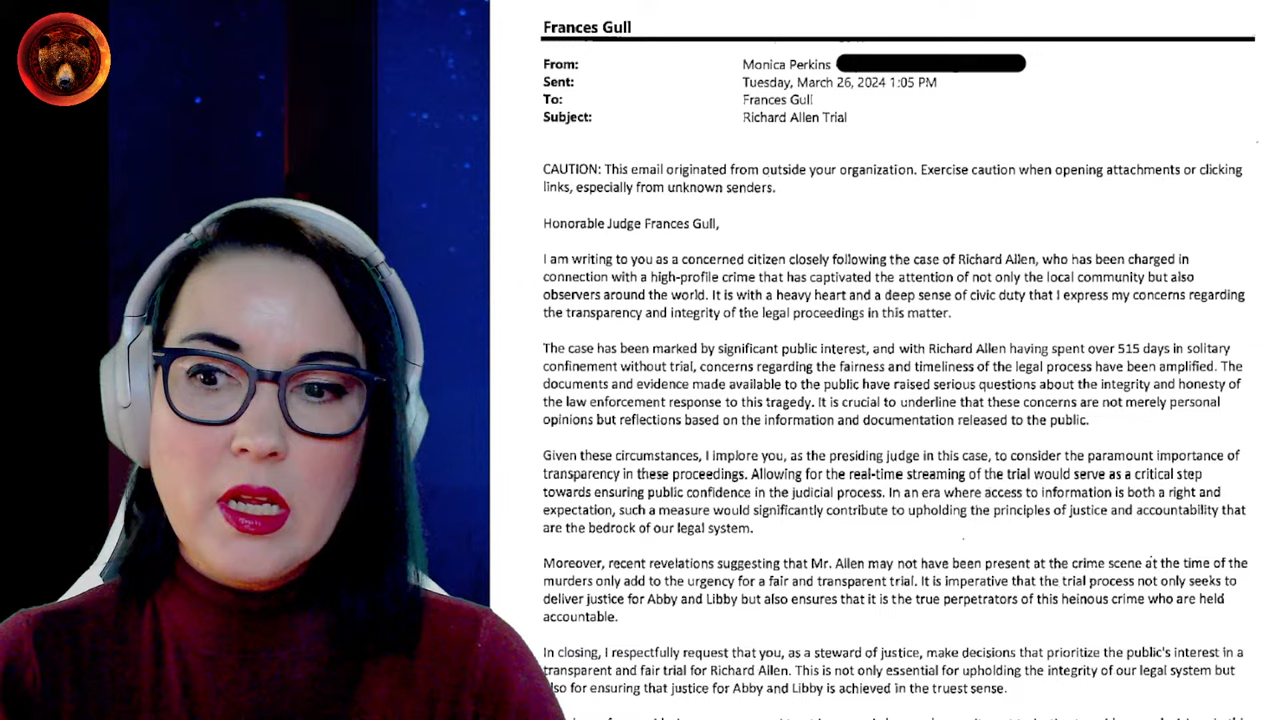 Frances Gull
From: Monica Perkins
Sent: Tuesday, March 26, 2024 1:05 PM
To: Frances Gull
Subject: Richard Allen Trial
CAUTION: This email originated from outside your organization. Exercise caution when opening attachments or clicking
links, especially from unknown senders.
Honorable Judge Frances Gull,
I am writing to you as a concerned citizen closely following the case of Richard Allen, who has been charged in
connection with a high-profile crime that has captivated the attention of not only the local community but also
observers around the world. It is with a heavy heart and a deep sense of civic duty that I express my concerns regarding
the transparency and integrity of the legal proceedings in this matter.
The case has been marked by significant public interest, and with Richard Allen having spent over 515 days in solitary
confinement without trial, concerns regarding the fairness and timeliness of the legal process have been amplified. The
documents and evidence made available to the public have raised serious questions about the integrity and honesty of
the law enforcement response to this tragedy. It is crucial to underline that these concerns are not merely personal
opinions but reflections based on the information and documentation released to the public.
Given these circumstances, I implore you, as the presiding judge in this case, to consider the paramount importance of
transparency in these proceedings. Allowing for the real-time streaming of the trial would serve as a critical step
towards ensuring public confidence in the judicial process. In an era where access to information is both a right and
expectation, such a measure would significantly contribute to upholding the principles of justice and accountability that
are the bedrock of our legal system.
Moreover, recent revelations suggesting that Mr. Allen may not have been present at the crime scene at the time of the
murders only add to the urgency for a fair and transparent trial. It is imperative that the trial process not only seeks to
deliver justice for Abby and Libby but also ensures that it is the true perpetrators of this heinous crime who are held
accountable.
In closing, I respectfully request that you, as a steward of justice, make decisions that prioritize the public's interest in a
transparent and fair trial for Richard Allen. This is not only essential for upholding the integrity of our legal system but
also for ensuring that justice for Abby and Libby is achieved in the truest sense.